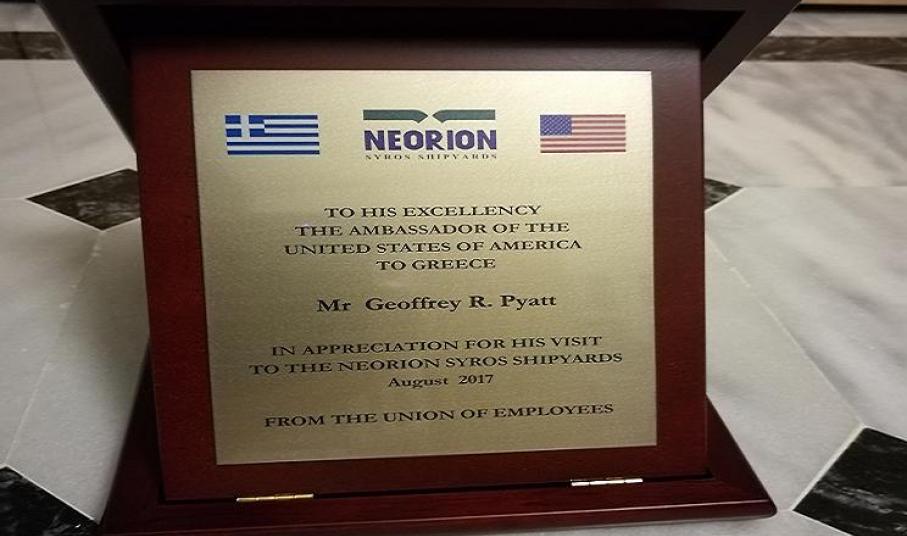 NEORION
SYROS SHIPYARDS
TO HIS EXCELLENCY
THE AMBASSADOR OF THE
UNITED STATES OF AMERICA
TO GREECE
Mr Geoffrey R. Pyatt
IN APPRECIATION FOR HIS VISIT
TO THE NEORION SYROS SHIPYARDS
August 2017
FROM THE UNION OF EMPLOYEES